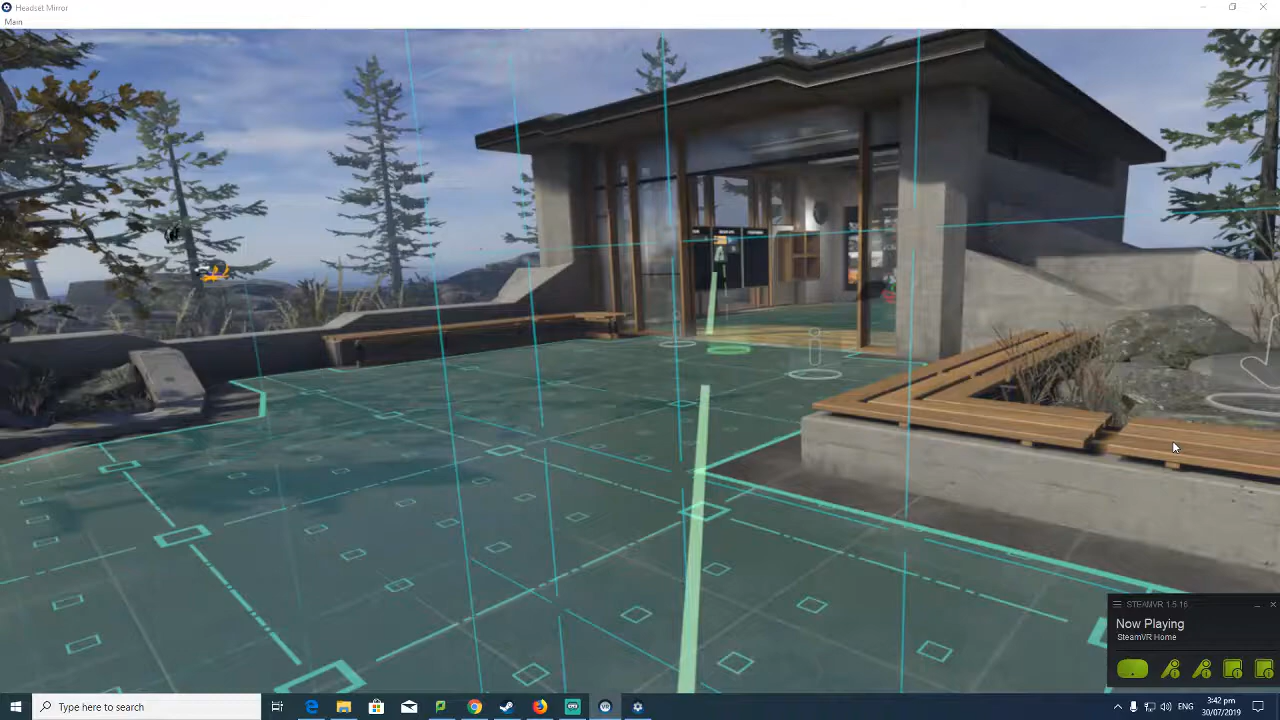 Headset Mirror
Main
STEAMVR 1.5.16
Now Playing
SteamVR Home
Type here to search
ENG
3:42 pm
30/07/2019